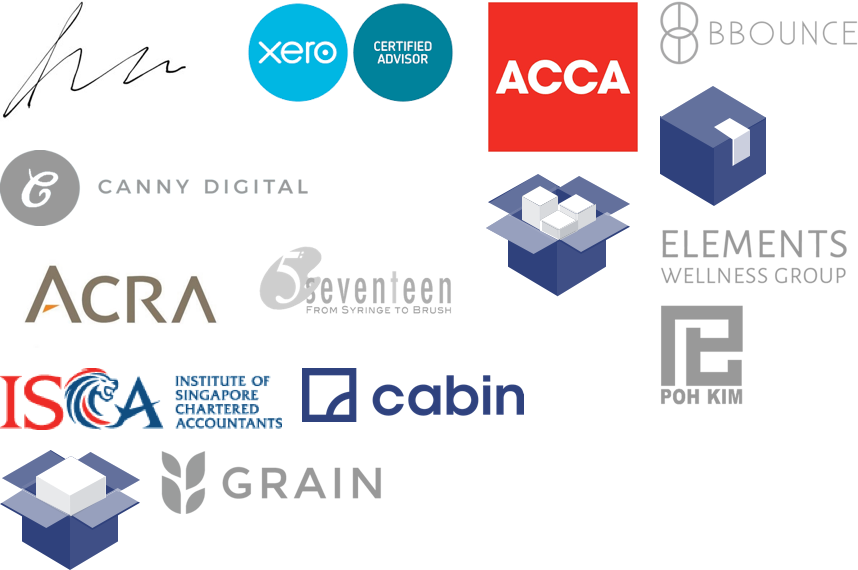 xero
CERTIFIED
ADVISOR
ACCA
BBOUNCE
C
CANNY DIGITAL
ELEMENTS
WELLNESS GROUP
ACRA
5 seventeen
FROM SYRINGE TO BRUSH
POH KIM
ISCA
INSTITUTE OF
SINGAPORE
CHARTERED
ACCOUNTANTS
cabin
GRAIN